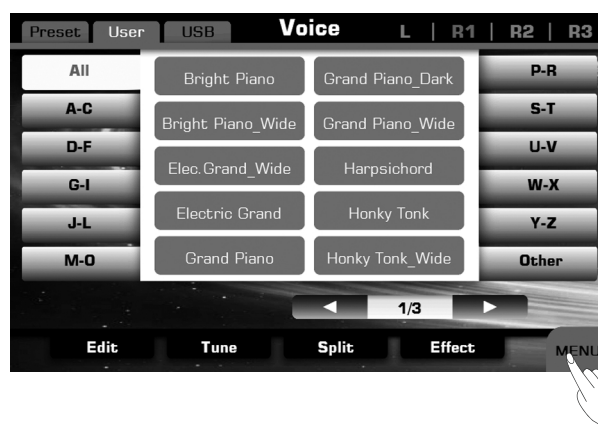 Preset User USB Voice L | R1 | R2 | R3
All Bright Piano Grand Piano_Dark P-R
A-C Bright Piano_Wide Grand Piano_Wide S-T
D-F Elec.Grand_Wide Harpsichord U-V
G-I Electric Grand Honky Tonk W-X
J-L Grand Piano Honky Tonk_Wide Y-Z
M-O Other
1/3
Edit Tune Split Effect MENU